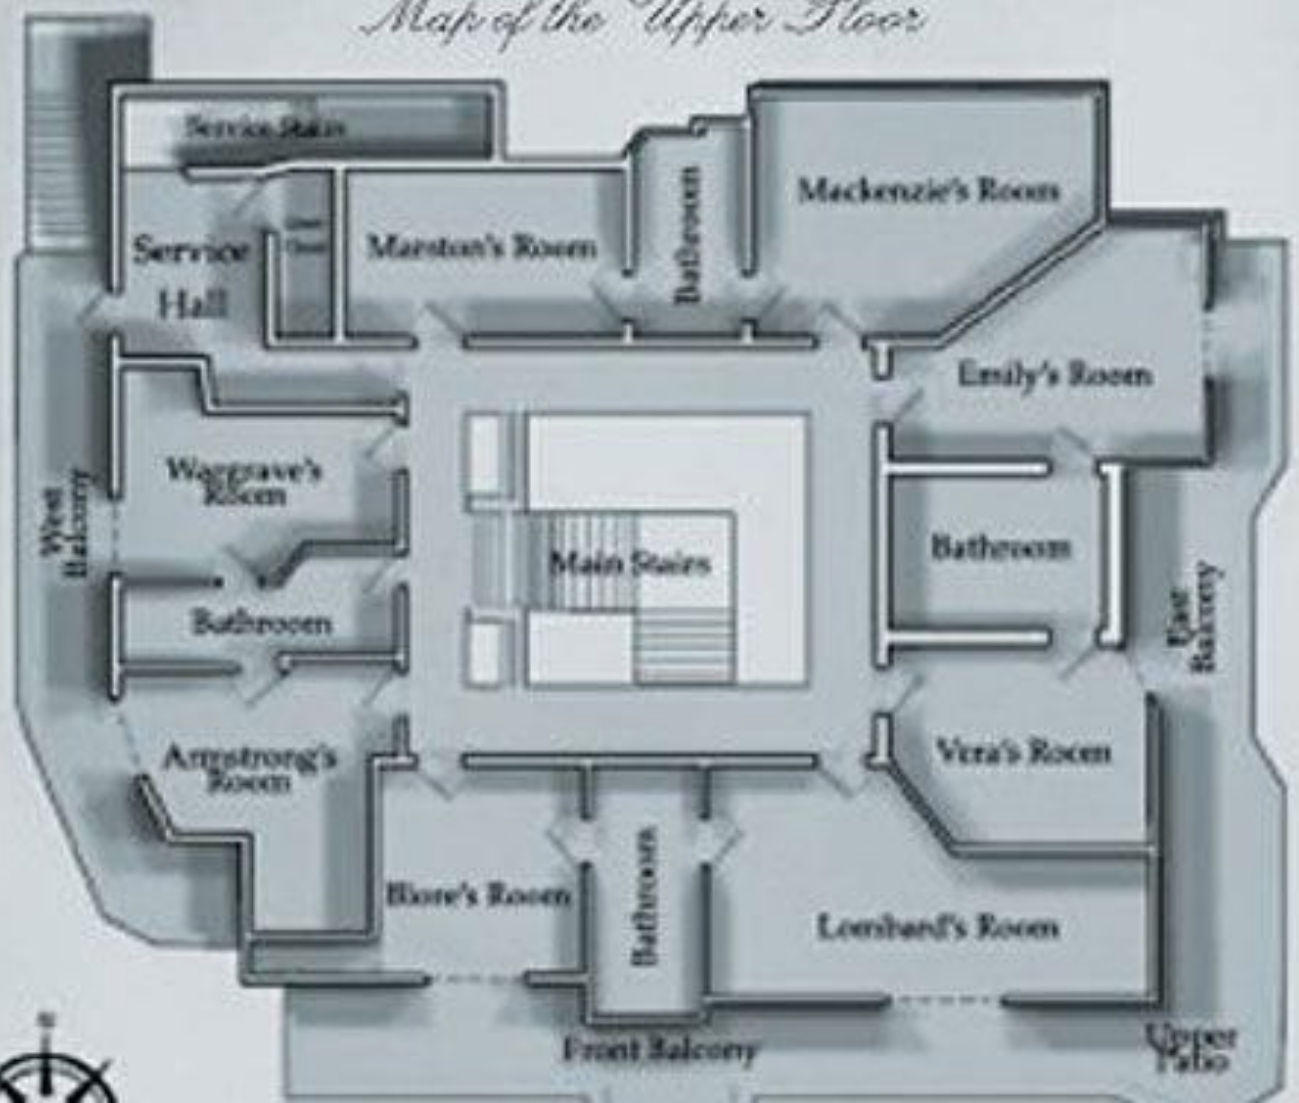 Map of the Upper Floor
Service Stairs
Mackenzie's Room
Bathroom
Service
Hall
Marston's Room
Emily's Room
Wargrave's
Room
West
Balcony
Main Stairs
Bathroom
Bathroom
East
Balcony
Armstrong's
Room
Vera's Room
Blore's Room
Bathroom
Lombard's Room
Front Balcony
Upper
Patio